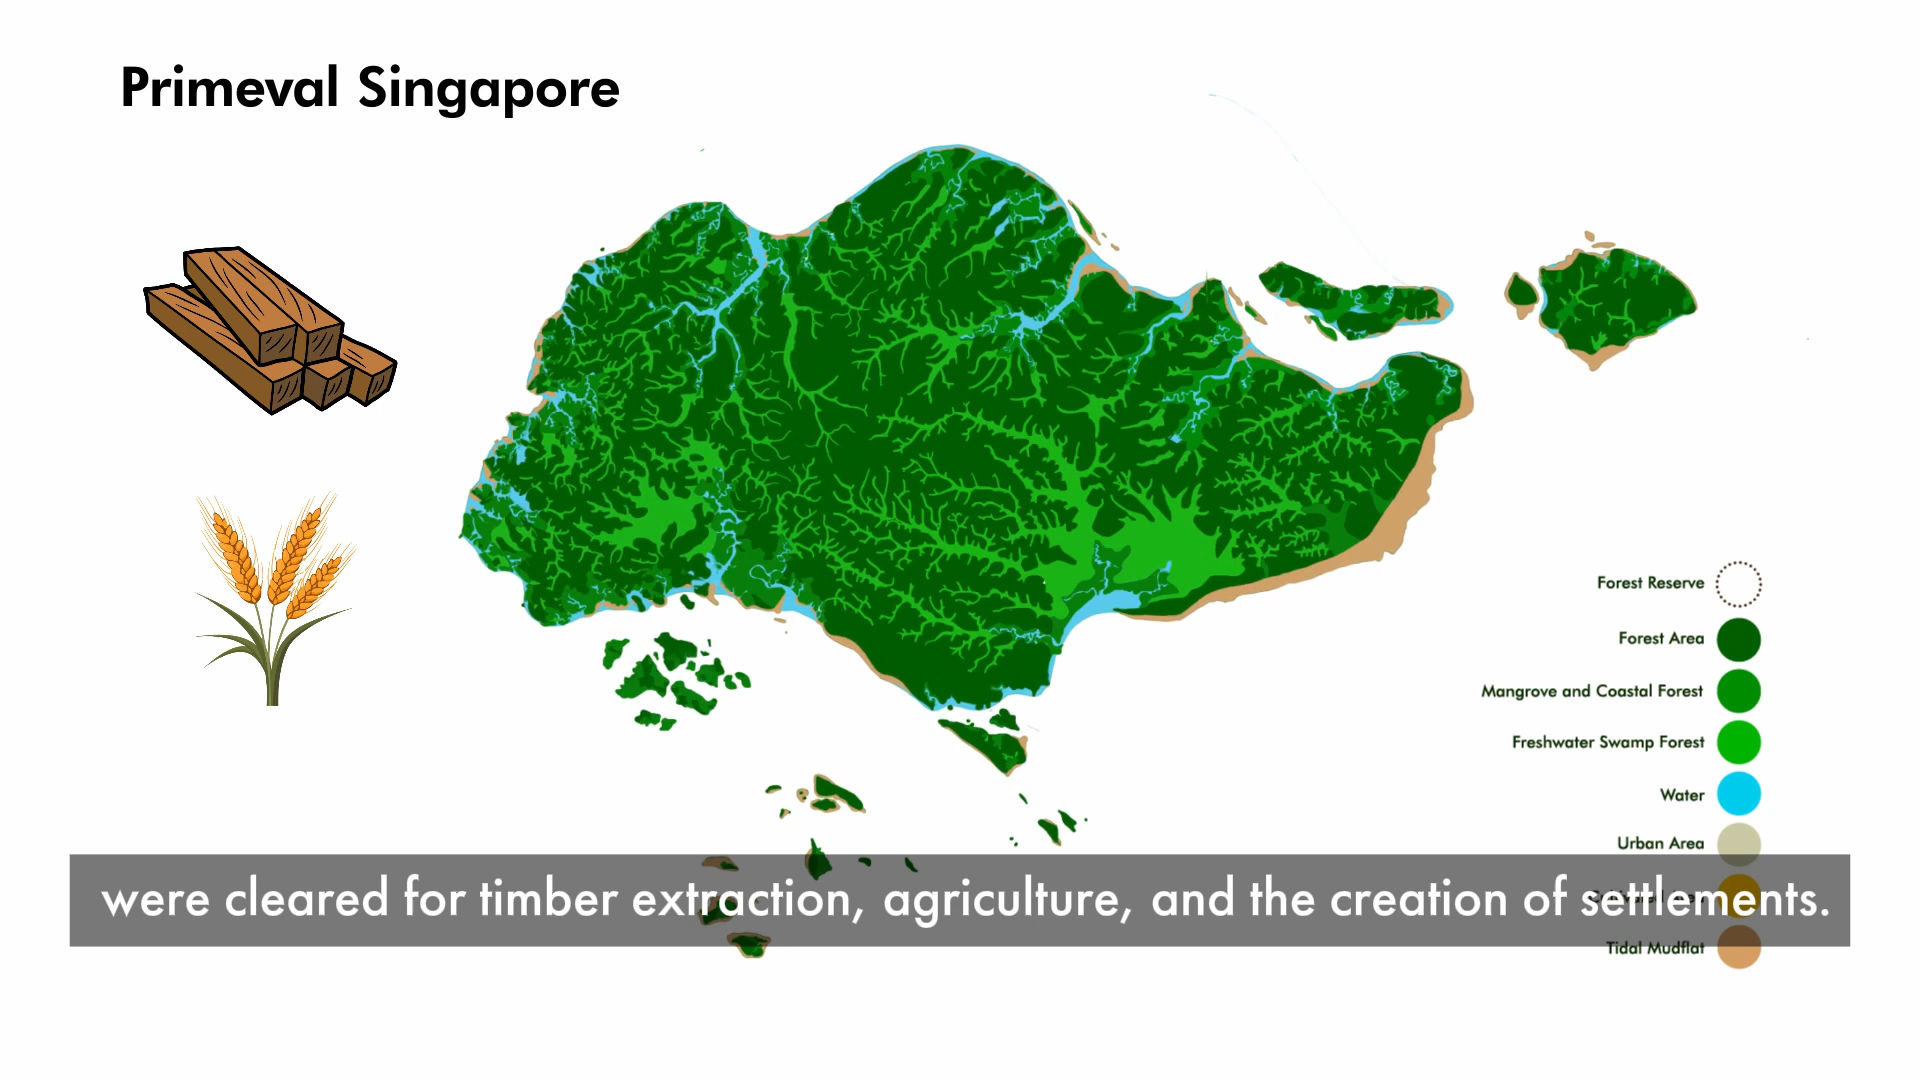 Primeval Singapore
Forest Reserve
Forest Area
Mangrove and Coastal Forest
Freshwater Swamp Forest
Water
Urban Area
Tidal Mudflat
were cleared for timber extraction, agriculture, and the creation of settlements.